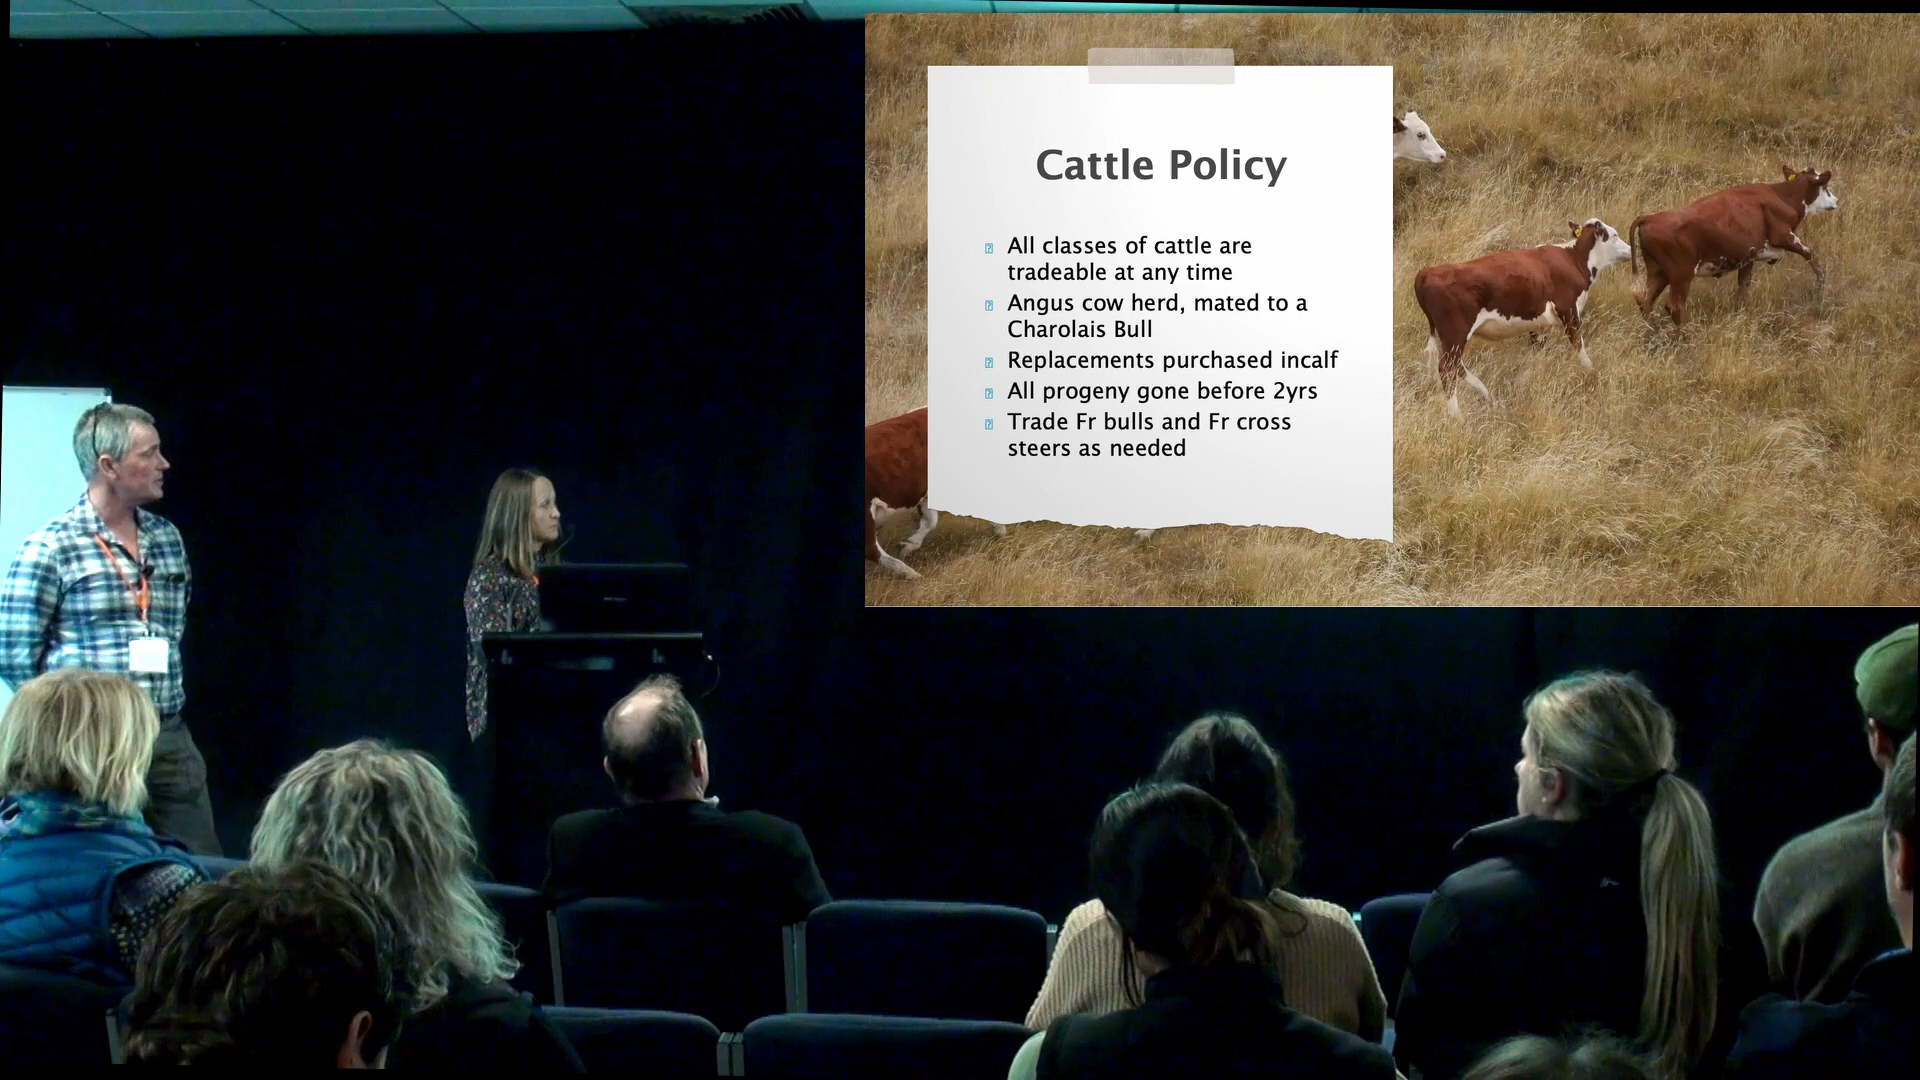 Cattle Policy
All classes of cattle are
tradeable at any time
Angus cow herd, mated to a
Charolais Bull
Replacements purchased incalf
All progeny gone before 2yrs
Trade Fr bulls and Fr cross
steers as needed